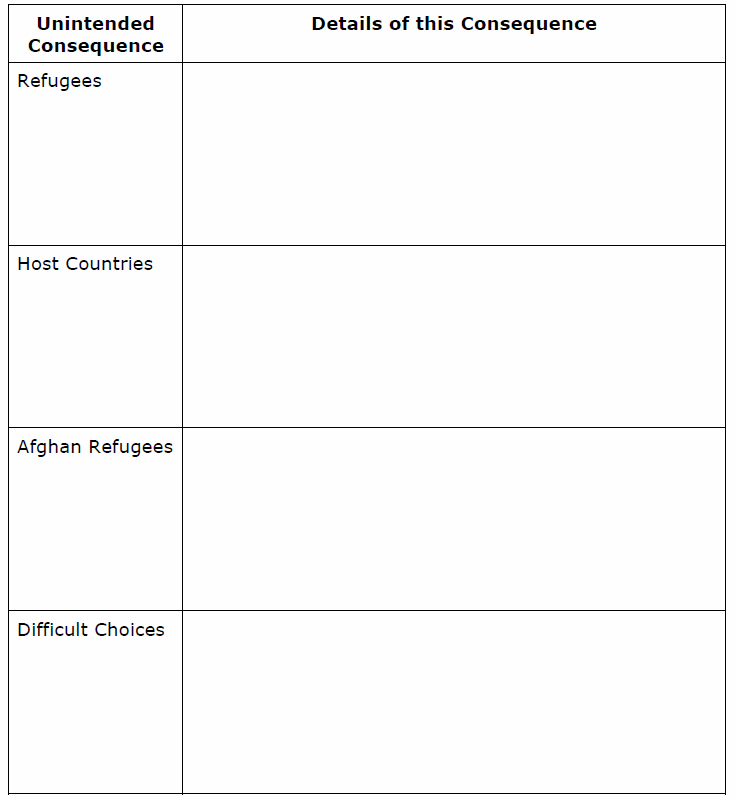 Unintended
Consequence
Details of this Consequence
Refugees
Host Countries
Afghan Refugees
Difficult Choices